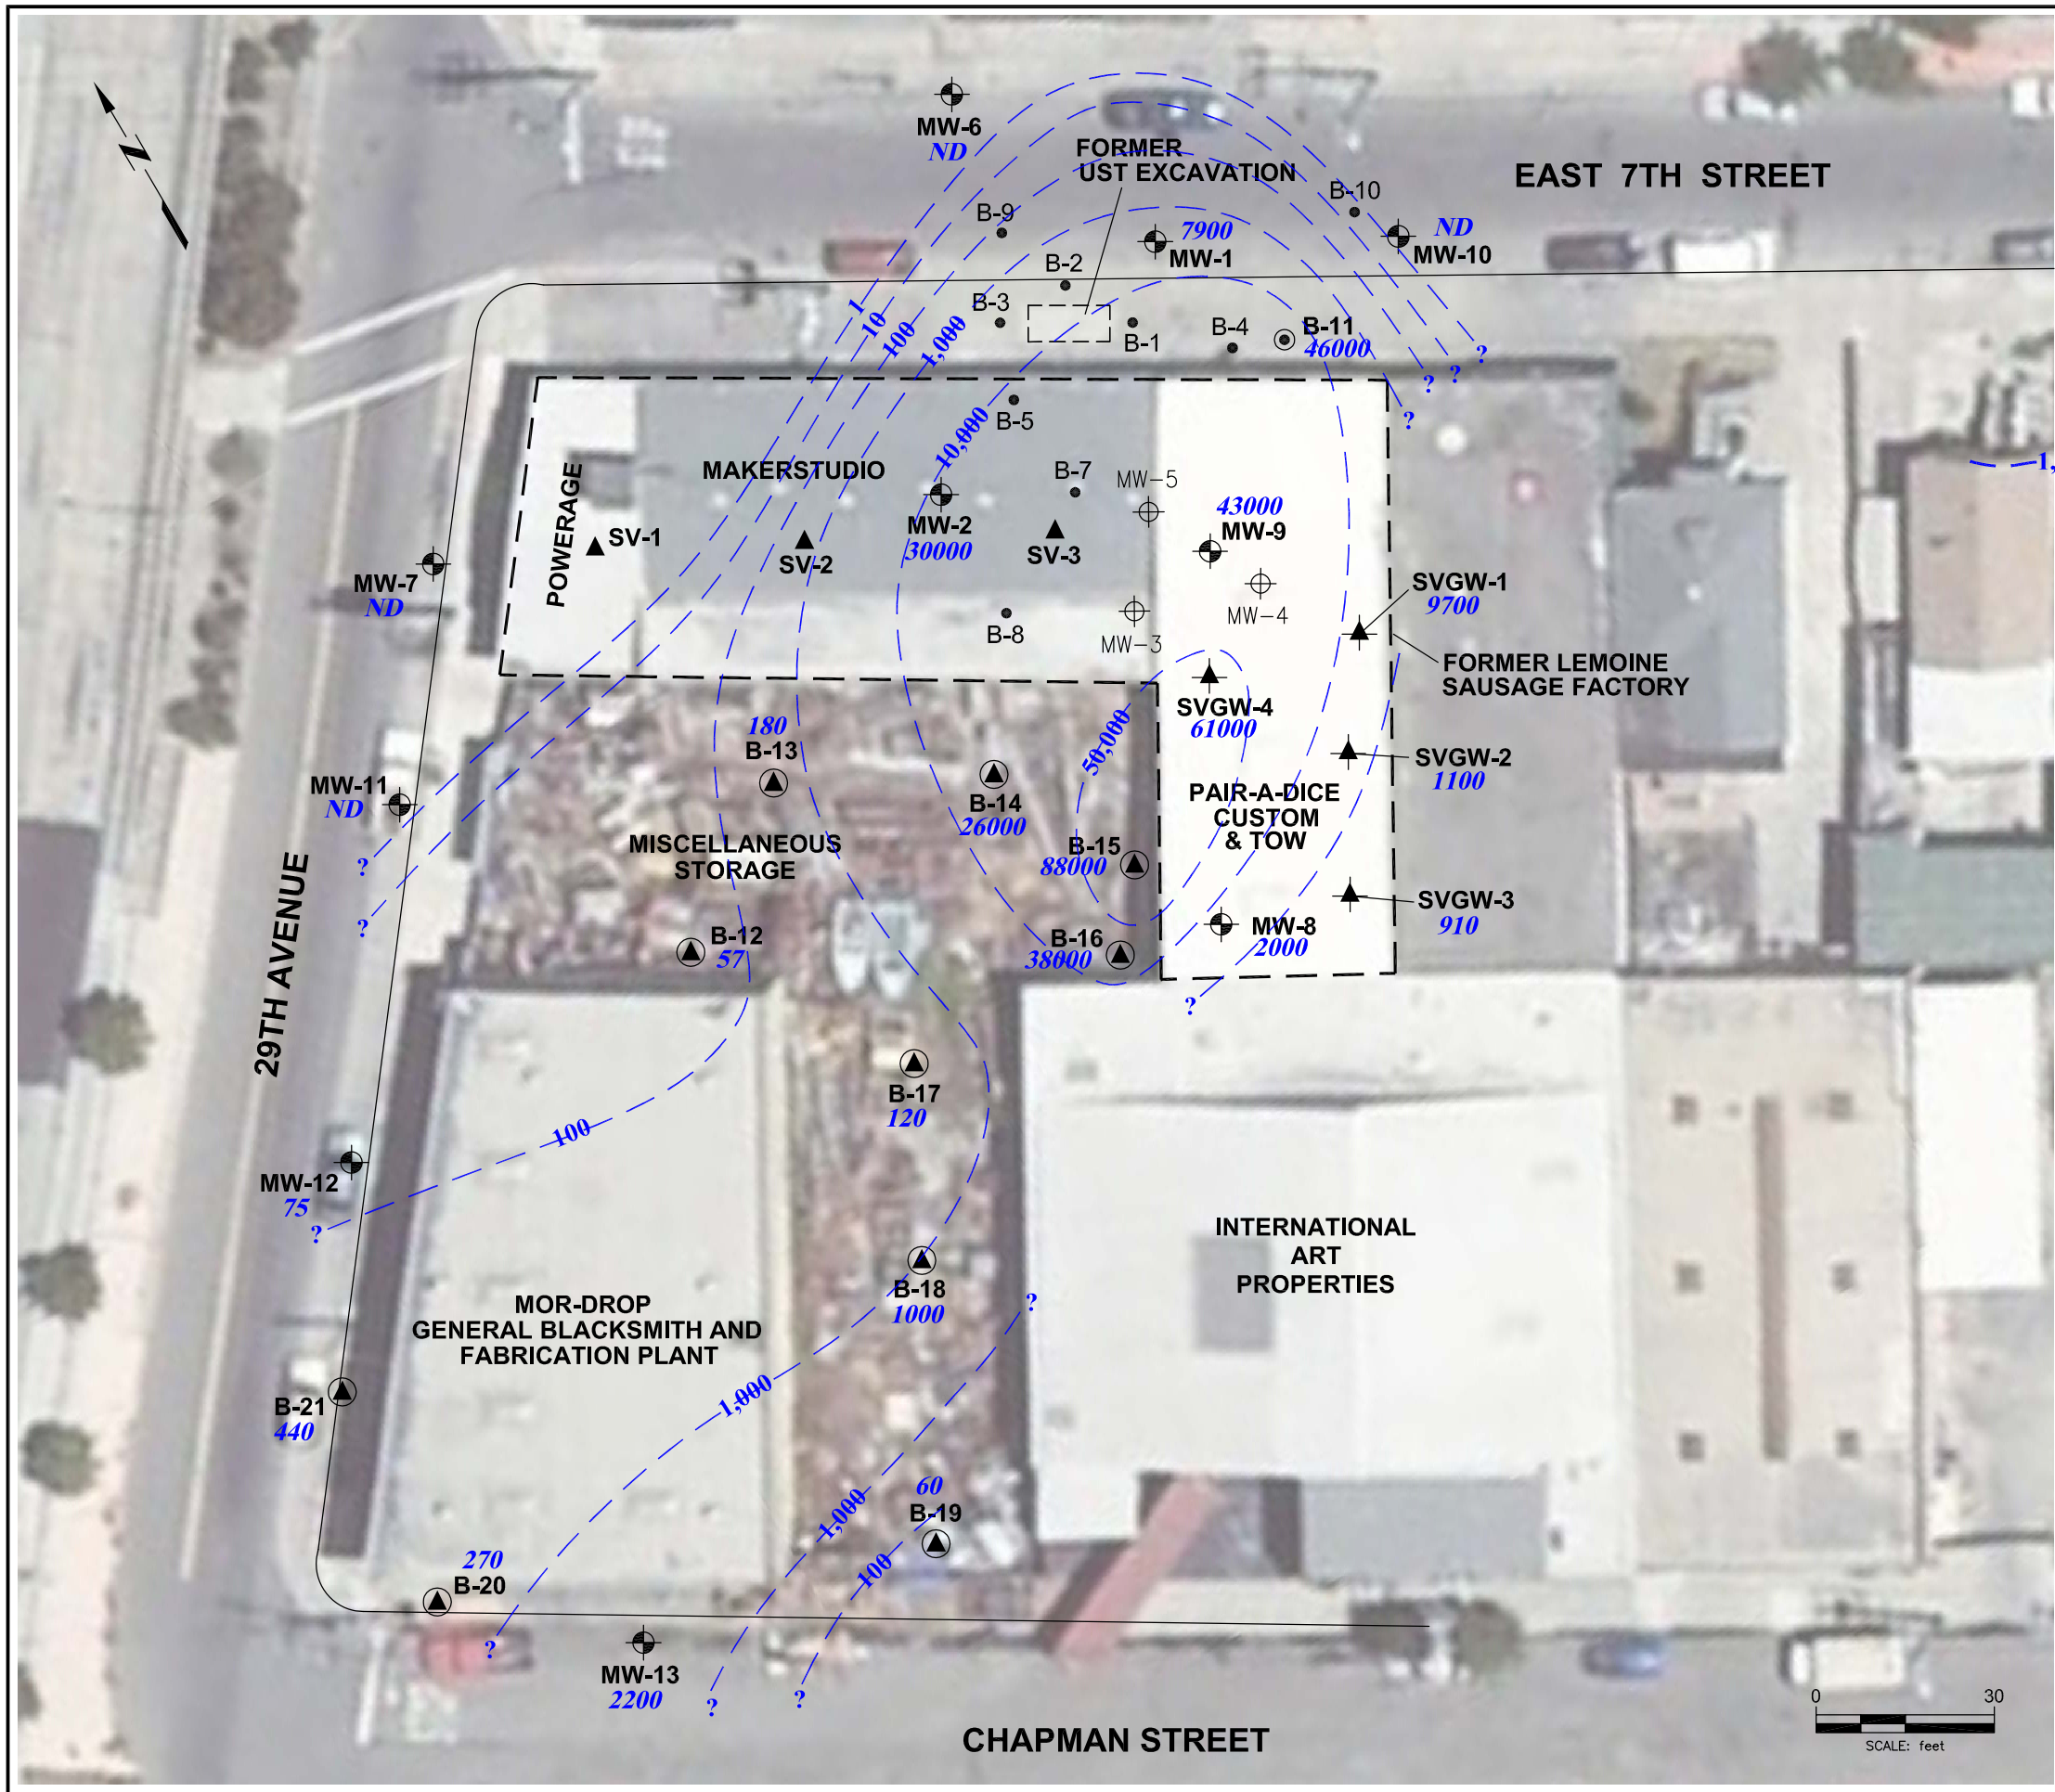 N
MW-6
ND
FORMER
UST EXCAVATION
EAST 7TH STREET
B-10
B-9
7900
MW-1
ND
MW-10
B-2
B-3
B-1
B-4
B-11
46000
1
10
100
1,000
?
?
?
?
B-5
10,000
MAKERSTUDIO
POWERAGE
B-7
MW-5
1,
SV-1
SV-2
MW-2
30000
SV-3
43000
MW-9
MW-7
ND
B-8
MW-3
MW-4
SVGW-1
9700
FORMER LEMOINE
SAUSAGE FACTORY
SVGW-4
61000
180
B-13
50,000
SVGW-2
1100
MW-11
ND
B-14
26000
PAIR-A-DICE
CUSTOM
& TOW
MISCELLANEOUS
STORAGE
B-15
88000
?
?
SVGW-3
910
B-12
57
B-16
38000
MW-8
2000
?
29TH AVENUE
B-17
120
100
MW-12
75
?
INTERNATIONAL
ART
PROPERTIES
B-18
1000
?
MOR-DROP
GENERAL BLACKSMITH AND
FABRICATION PLANT
1,000
B-21
440
60
B-19
1,000
100
270
B-20
?
MW-13
2200
?
?
CHAPMAN STREET
0 30
SCALE: feet